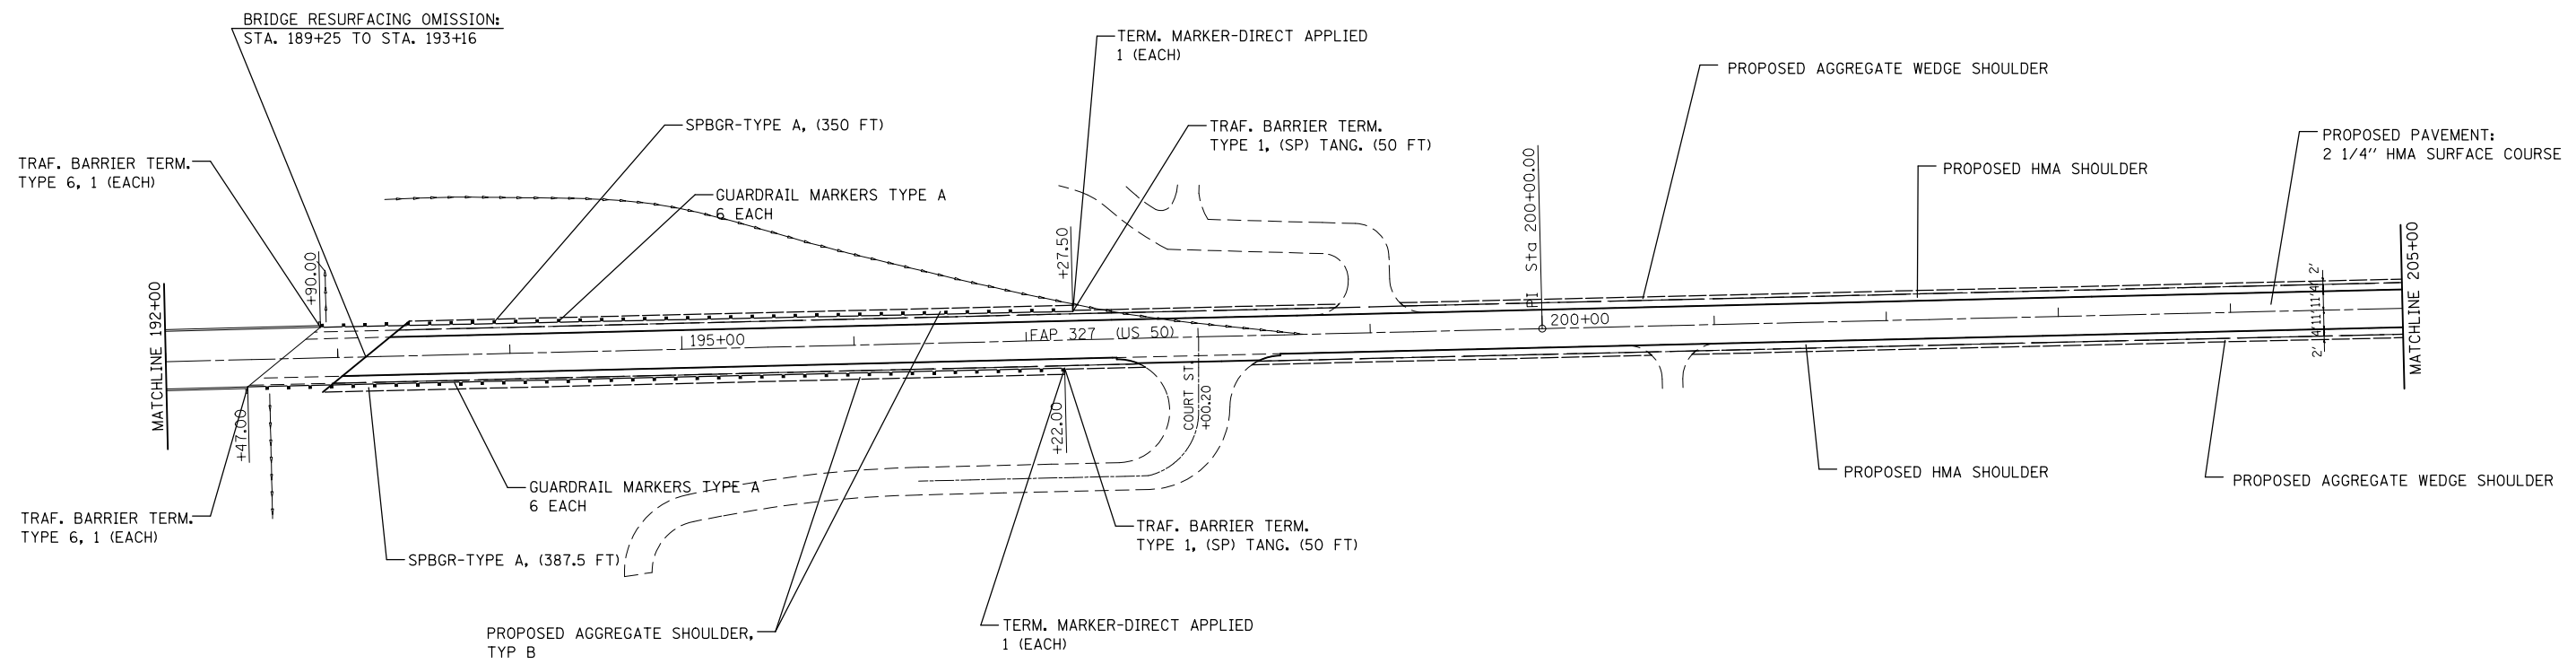 BRIDGE RESURFACING OMISSION:
STA. 189+25 TO STA. 193+16
TERM. MARKER-DIRECT APPLIED
1 (EACH)
PROPOSED AGGREGATE WEDGE SHOULDER
SPBGR-TYPE A, (350 FT)
TRAF. BARRIER TERM.
TYPE 1, (SP) TANG. (50 FT)
PROPOSED PAVEMENT:
2 1/4" HMA SURFACE COURSE
TRAF. BARRIER TERM.
TYPE 6, 1 (EACH)
PROPOSED HMA SHOULDER
GUARDRAIL MARKERS TYPE A
6 EACH
+90.00
+27.50
PI Sta 200+00.00
MATCHLINE 192+00
195+00
FAP 327 (US 50)
200+00
2' 4' 11' 11' 4' 2'
MATCHLINE 205+00
COURT ST.
+00.20
+47.00
+22.00
GUARDRAIL MARKERS TYPE A
6 EACH
PROPOSED HMA SHOULDER
PROPOSED AGGREGATE WEDGE SHOULDER
TRAF. BARRIER TERM.
TYPE 6, 1 (EACH)
TRAF. BARRIER TERM.
TYPE 1, (SP) TANG. (50 FT)
SPBGR-TYPE A, (387.5 FT)
PROPOSED AGGREGATE SHOULDER,
TYP B
TERM. MARKER-DIRECT APPLIED
1 (EACH)